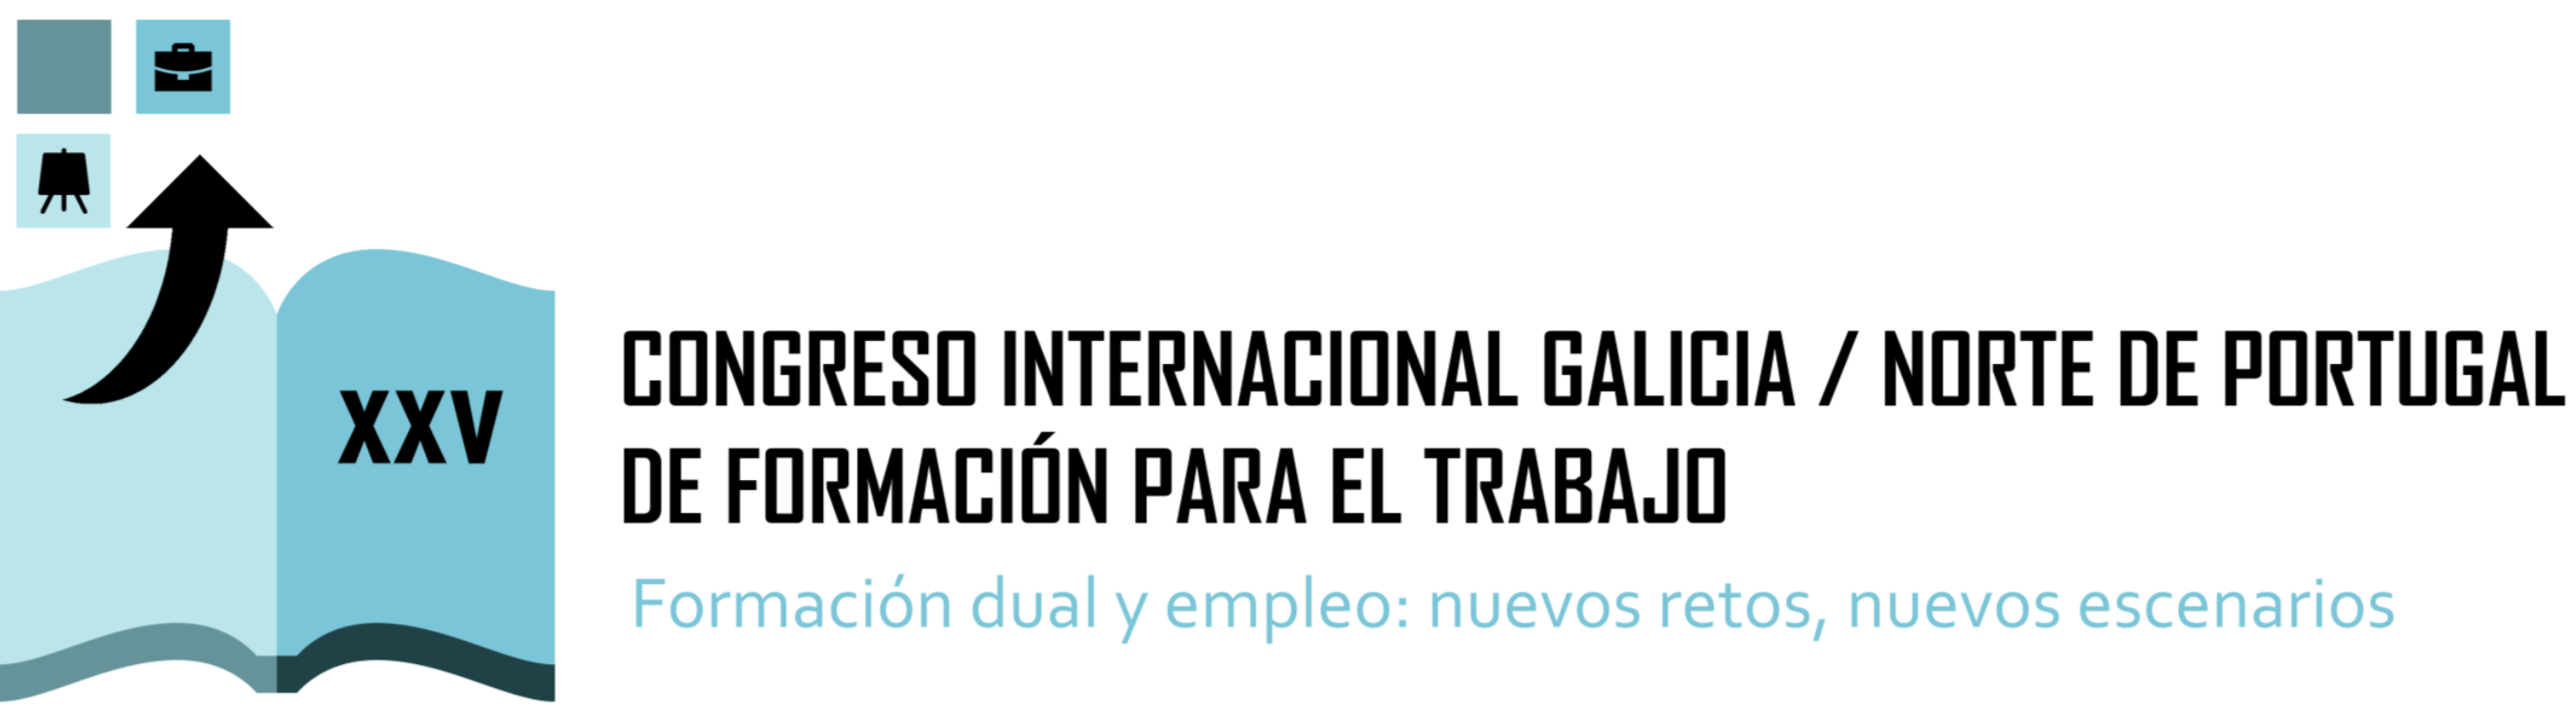 XXV
CONGRESO INTERNACIONAL GALICIA / NORTE DE PORTUGAL
DE FORMACIÓN PARA EL TRABAJO
Formación dual y empleo: nuevos retos, nuevos escenarios